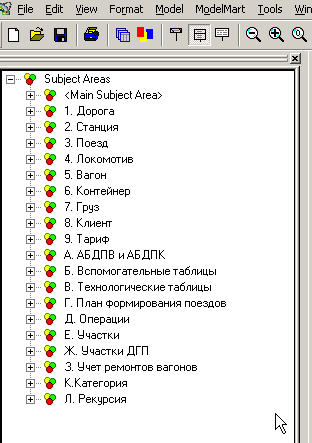 File Edit View Format Model ModelMart Tools Win
Subject Areas
<Main Subject Area>
1. Дорога
2. Станция
3. Поезд
4. Локомотив
5. Вагон
6. Контейнер
7. Груз
8. Клиент
9. Тариф
А. АБДПВ и АБДПК
Б. Вспомогательные таблицы
В. Технологические таблицы
Г. План формирования поездов
Д. Операции
Е. Участки
Ж. Участки ДГП
З. Учет ремонтов вагонов
К.Категория
Л. Рекурсия